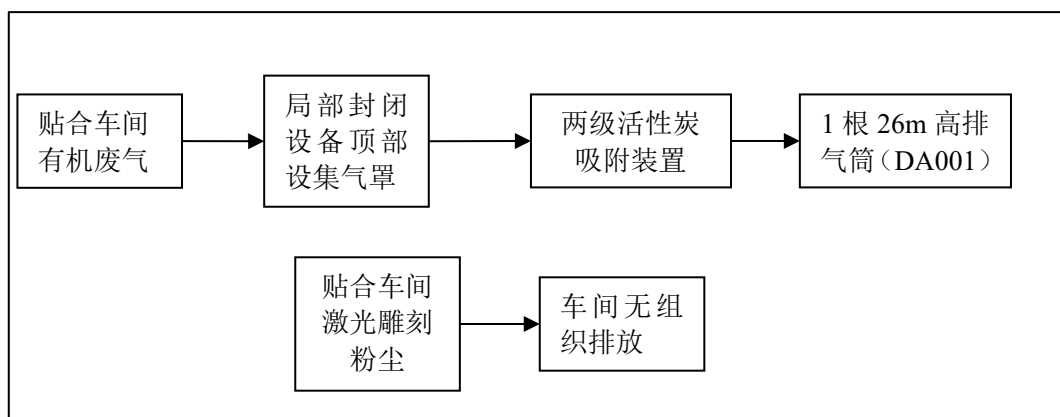 贴合车间
有机废气
局部封闭
设备顶部
设集气罩
两级活性炭
吸附装置
1 根 26m 高排
气筒（DA001）
贴合车间
激光雕刻
粉尘
车间无组
织排放